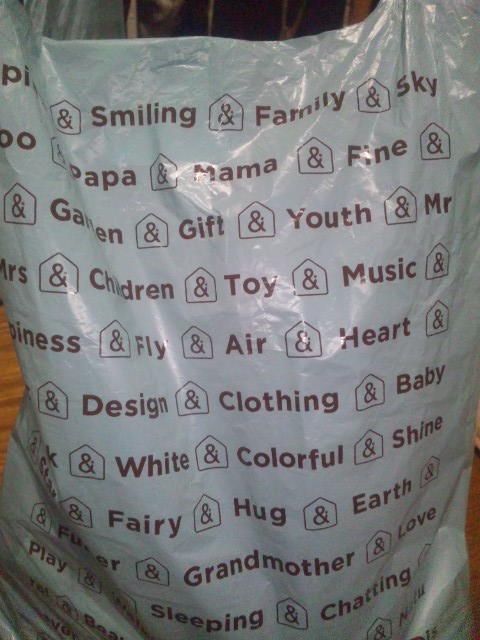 & Smiling & Family & Sky
& Papa & Mama & Fine &
& Garden & Gift & Youth & Mr
Mrs & Children & Toy & Music &
& Fly & Air & Heart &
& Design & Clothing & Baby
& White & Colorful & Shine
& Fairy & Hug & Earth &
& & Grandmother & Love
Play & & Sleeping & Chatting
&